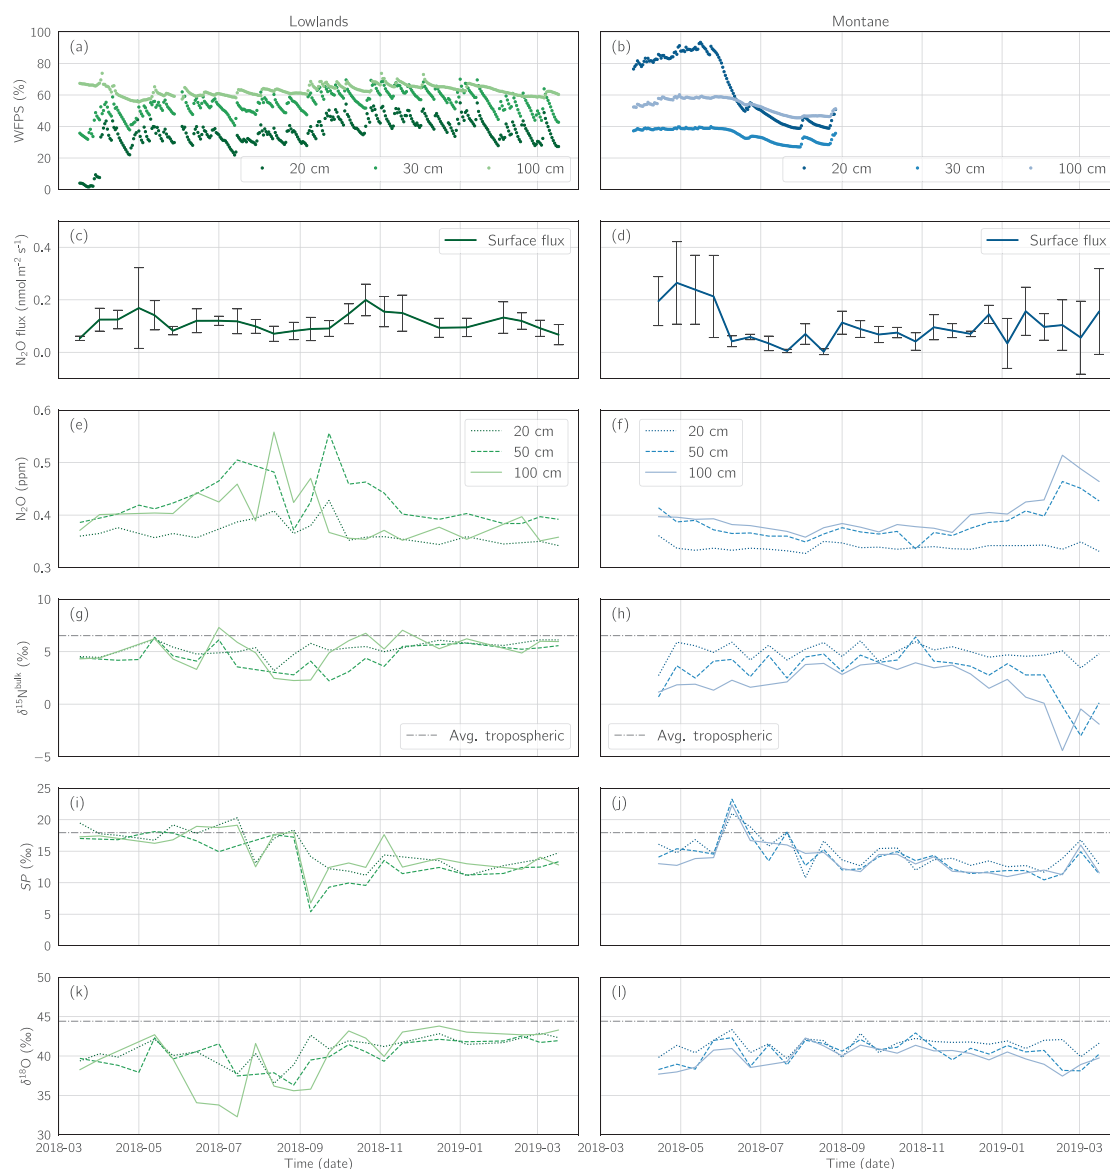 Lowlands Montane
100
80
60
40
20
0
WFPS (%)
(a)
20 cm 30 cm 100 cm
(b)
20 cm 30 cm 100 cm
0.4
0.2
0.0
N₂O flux (nmol m⁻² s⁻¹)
(c)
Surface flux
(d)
Surface flux
0.6
0.5
0.4
0.3
N₂O (ppm)
(e)
20 cm
50 cm
100 cm
(f)
20 cm
50 cm
100 cm
10
5
0
−5
δ¹⁵Nᵇᵘˡᵏ (‰)
(g)
Avg. tropospheric
(h)
Avg. tropospheric
25
20
15
10
5
0
SP (‰)
(i)
(j)
50
45
40
35
30
δ¹⁸O (‰)
(k)
(l)
2018-03 2018-05 2018-07 2018-09 2018-11 2019-01 2019-03 2018-03 2018-05 2018-07 2018-09 2018-11 2019-01 2019-03
Time (date) Time (date)